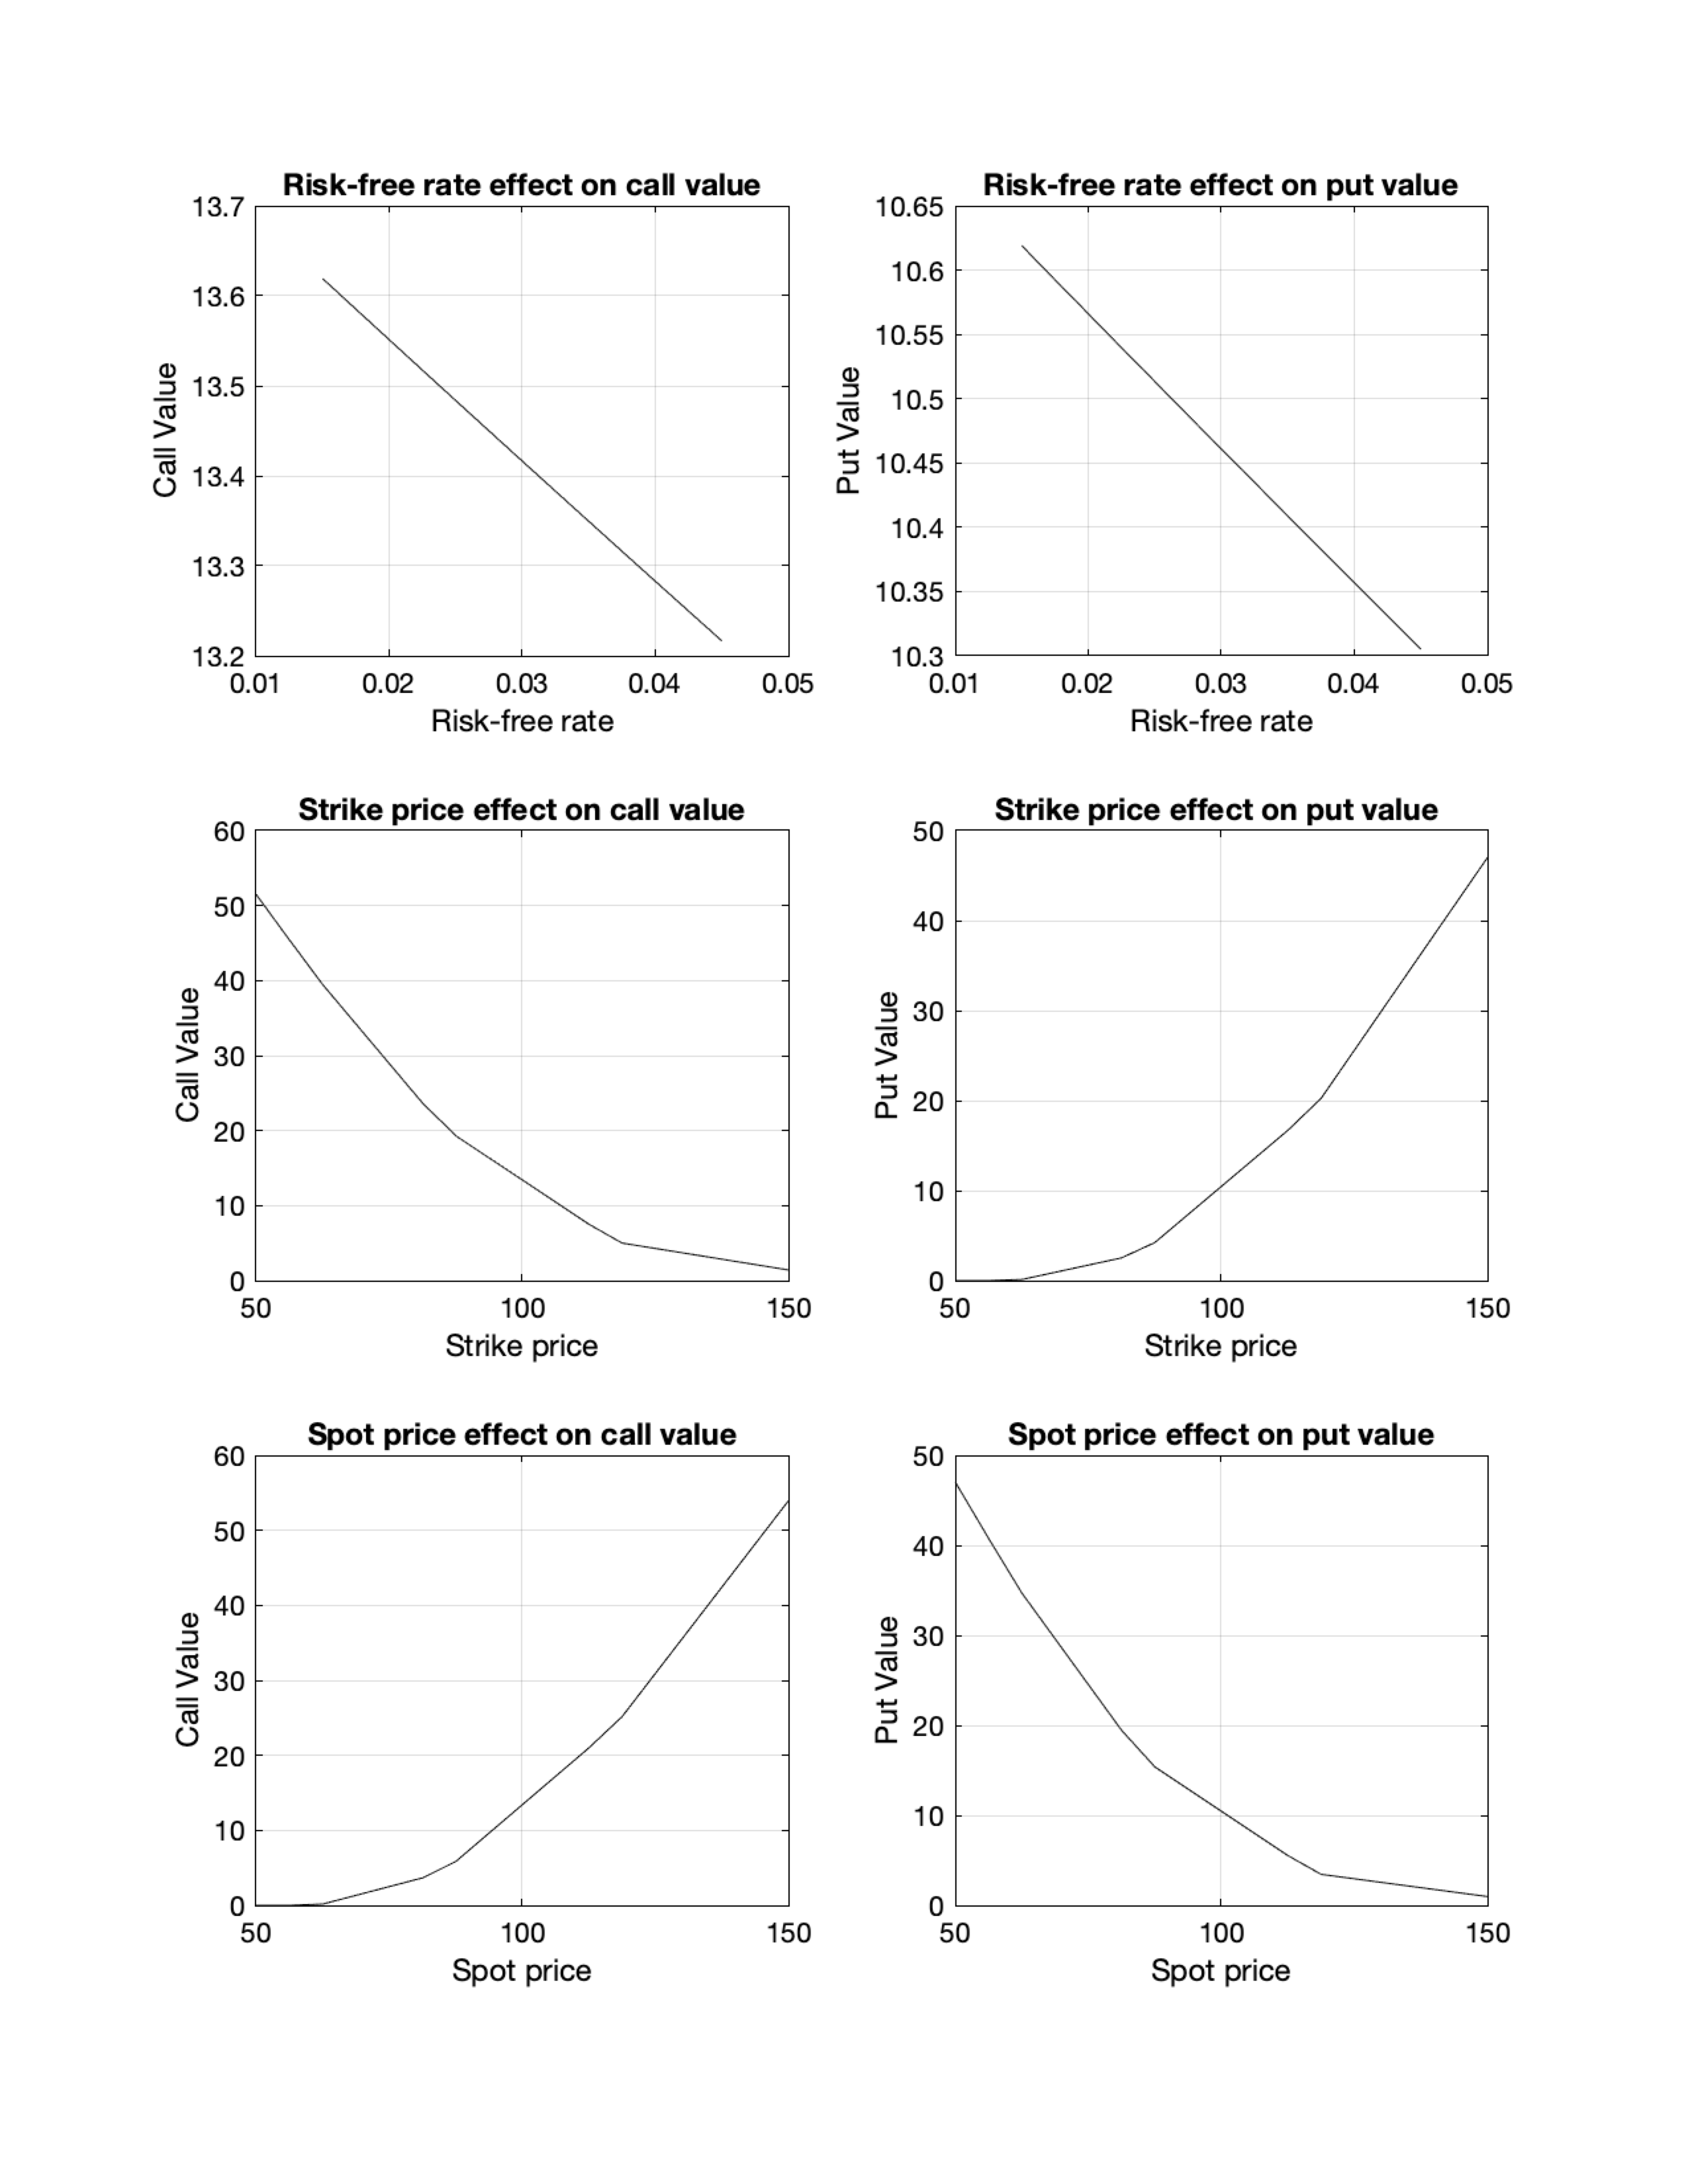 Risk-free rate effect on call value
13.7
13.6
13.5
13.4
13.3
13.2
Call Value
0.01 0.02 0.03 0.04 0.05
Risk-free rate
Risk-free rate effect on put value
10.65
10.6
10.55
10.5
10.45
10.4
10.35
10.3
Put Value
0.01 0.02 0.03 0.04 0.05
Risk-free rate
Strike price effect on call value
60
50
40
30
20
10
0
Call Value
50 100 150
Strike price
Strike price effect on put value
50
40
30
20
10
0
Put Value
50 100 150
Strike price
Spot price effect on call value
60
50
40
30
20
10
0
Call Value
50 100 150
Spot price
Spot price effect on put value
50
40
30
20
10
0
Put Value
50 100 150
Spot price